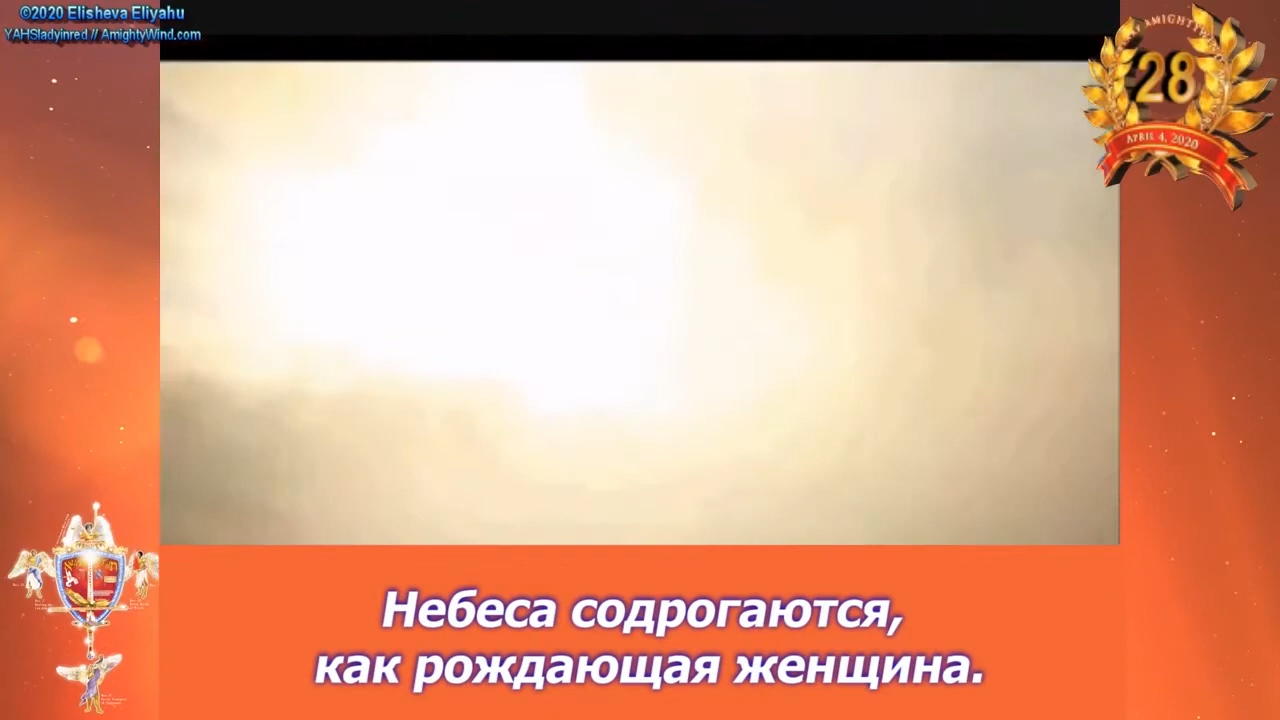 ©2020 Elisheva Eliyahu
YAHSladyinred // AmightyWind.com
28
APRIL 4, 2020
Небеса содрогаются,
как рождающая женщина.